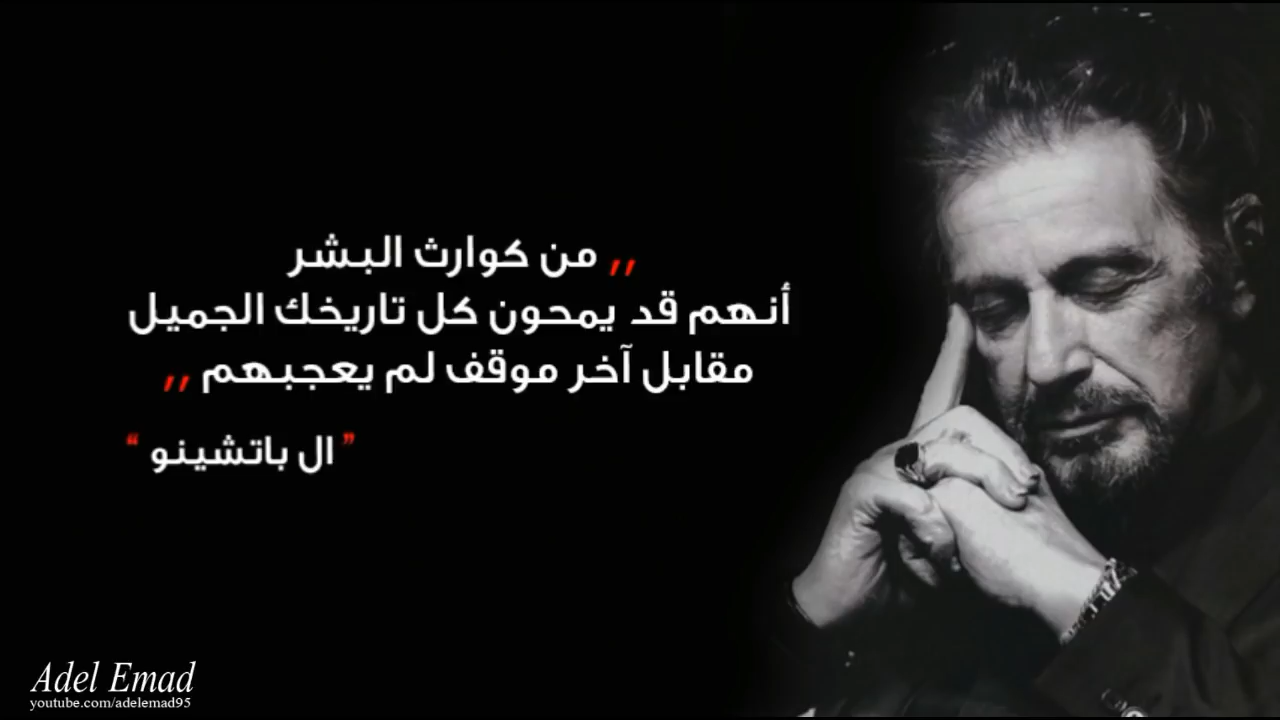 ,, من كوارث البشر
أنهم قد يمحون كل تاريخك الجميل
مقابل آخر موقف لم يعجبهم ,,
" ال باتشينو "
Adel Emad
youtube.com/adelemad95